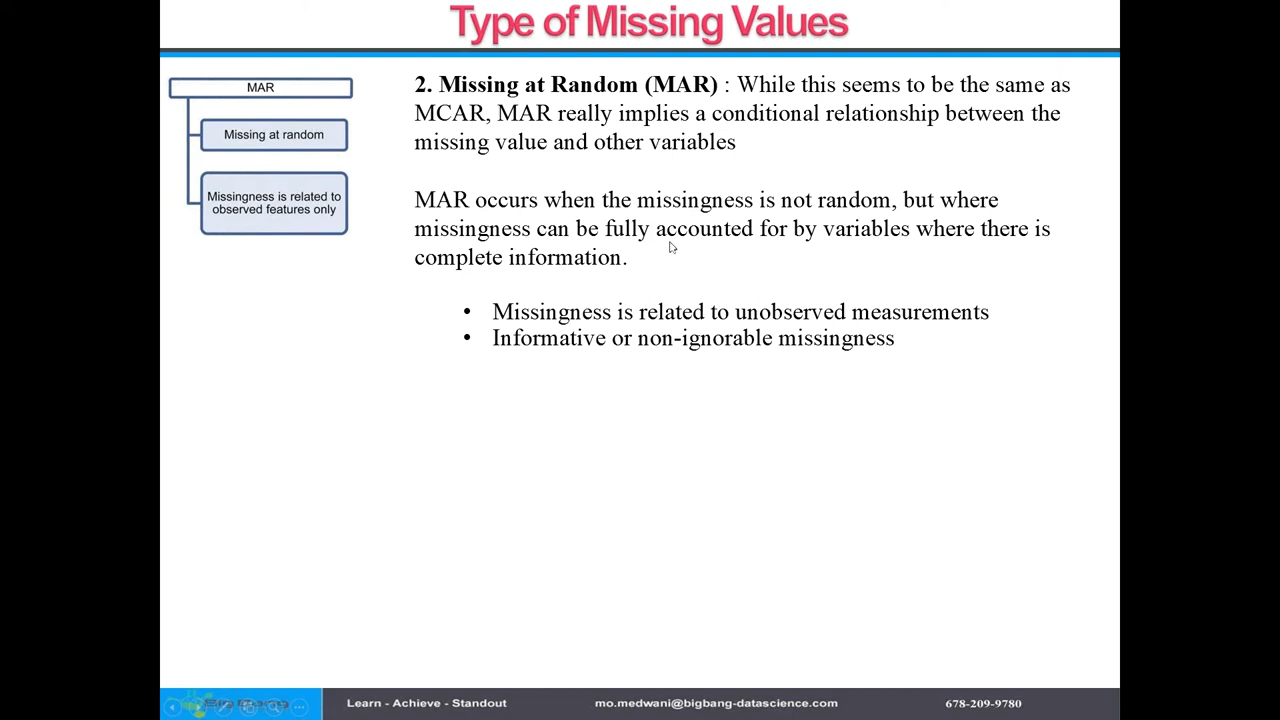 Type of Missing Values
MAR
Missing at random
Missingness is related to
observed features only
2. Missing at Random (MAR) : While this seems to be the same as
MCAR, MAR really implies a conditional relationship between the
missing value and other variables
MAR occurs when the missingness is not random, but where
missingness can be fully accounted for by variables where there is
complete information.
• Missingness is related to unobserved measurements
• Informative or non-ignorable missingness
Big Bang
Learn - Achieve - Standout
mo.medwani@bigbang-datascience.com
678-209-9780